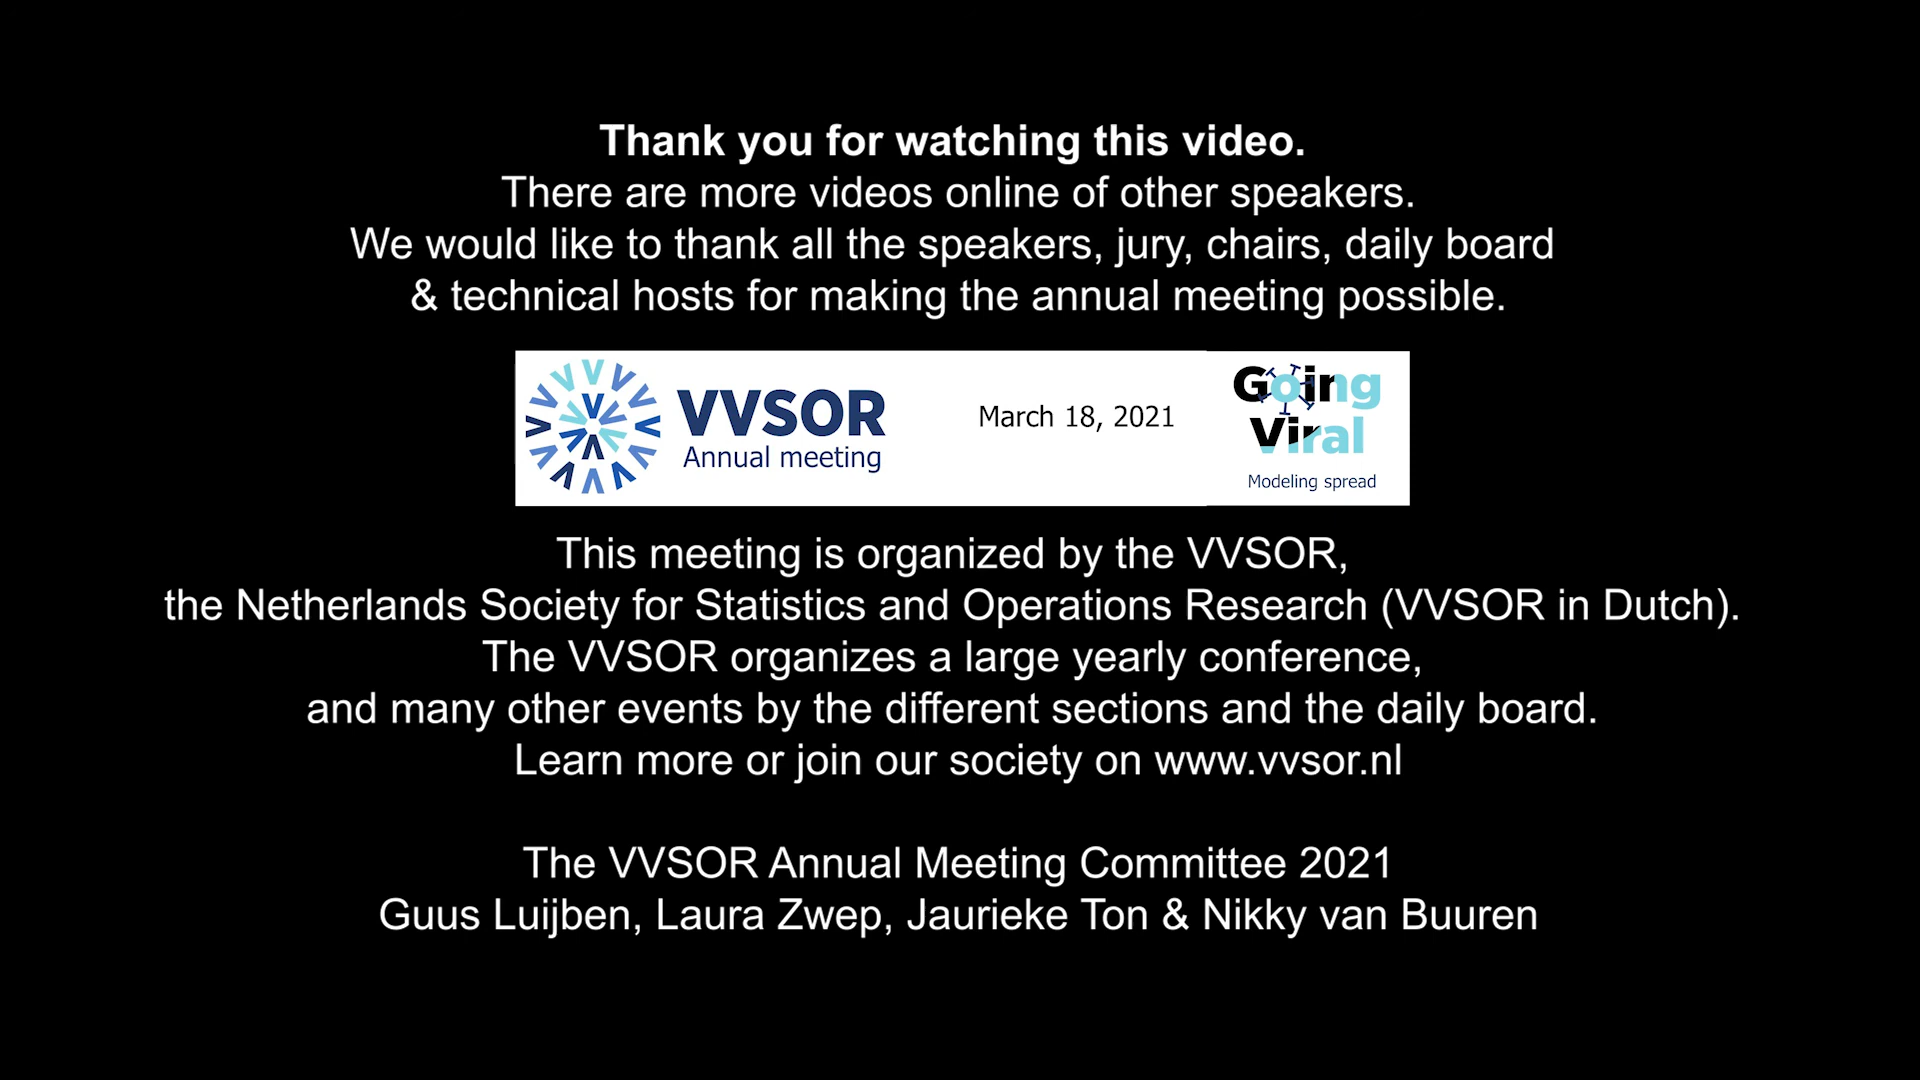 Thank you for watching this video.
There are more videos online of other speakers.
We would like to thank all the speakers, jury, chairs, daily board
& technical hosts for making the annual meeting possible.
VVSOR
Annual meeting
March 18, 2021
Going
Viral
Modeling spread
This meeting is organized by the VVSOR,
the Netherlands Society for Statistics and Operations Research (VVSOR in Dutch).
The VVSOR organizes a large yearly conference,
and many other events by the different sections and the daily board.
Learn more or join our society on www.vvsor.nl
The VVSOR Annual Meeting Committee 2021
Guus Luijben, Laura Zwep, Jaurieke Ton & Nikky van Buuren